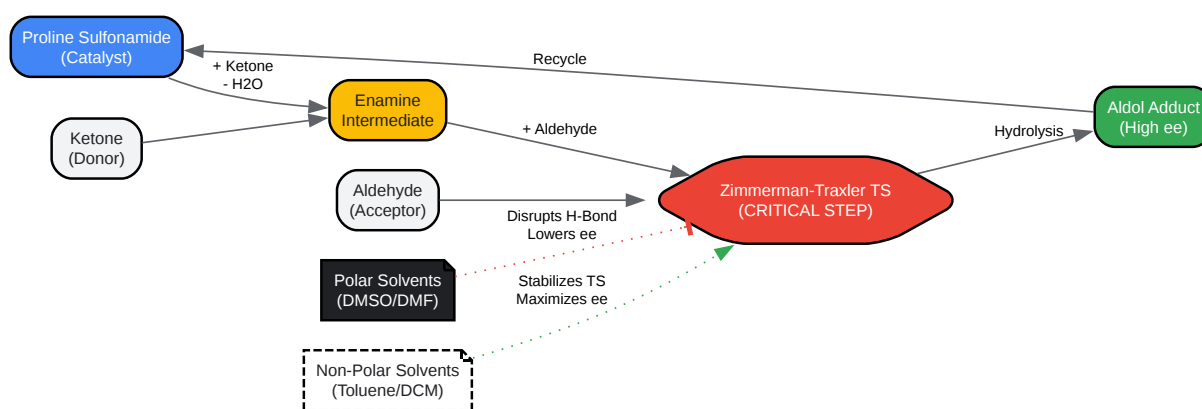 Proline Sulfonamide
(Catalyst)
Recycle
+ Ketone
- H2O
Enamine
Intermediate
Ketone
(Donor)
+ Aldehyde
Aldol Adduct
(High ee)
Hydrolysis
Aldehyde
(Acceptor)
Zimmerman-Traxler TS
(CRITICAL STEP)
Disrupts H-Bond
Lowers ee
Polar Solvents
(DMSO/DMF)
Stabilizes TS
Maximizes ee
Non-Polar Solvents
(Toluene/DCM)